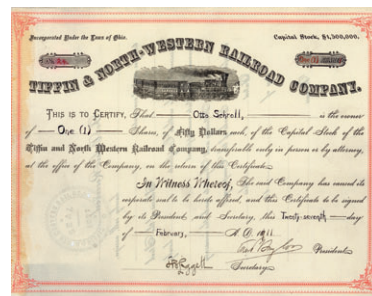 Incorporated Under the Laws of Ohio.
Capital Stock, $1,500,000.
TIFFIN & NORTH-WESTERN RAILROAD COMPANY.
THIS IS TO CERTIFY, That Otto Schroll, is the owner
of One (1) Shares, of Fifty Dollars each, of the Capital Stock of the
Tiffin and North Western Railroad Company, transferable only in person or by attorney,
at the office of the Company, on the return of this Certificate
In Witness Whereof, The said Company has caused its
corporate seal to be hereto affixed, and this Certificate to be signed
by its President and Secretary, this Twenty-seventh day
of February, A.D. 1911
President
Secretary